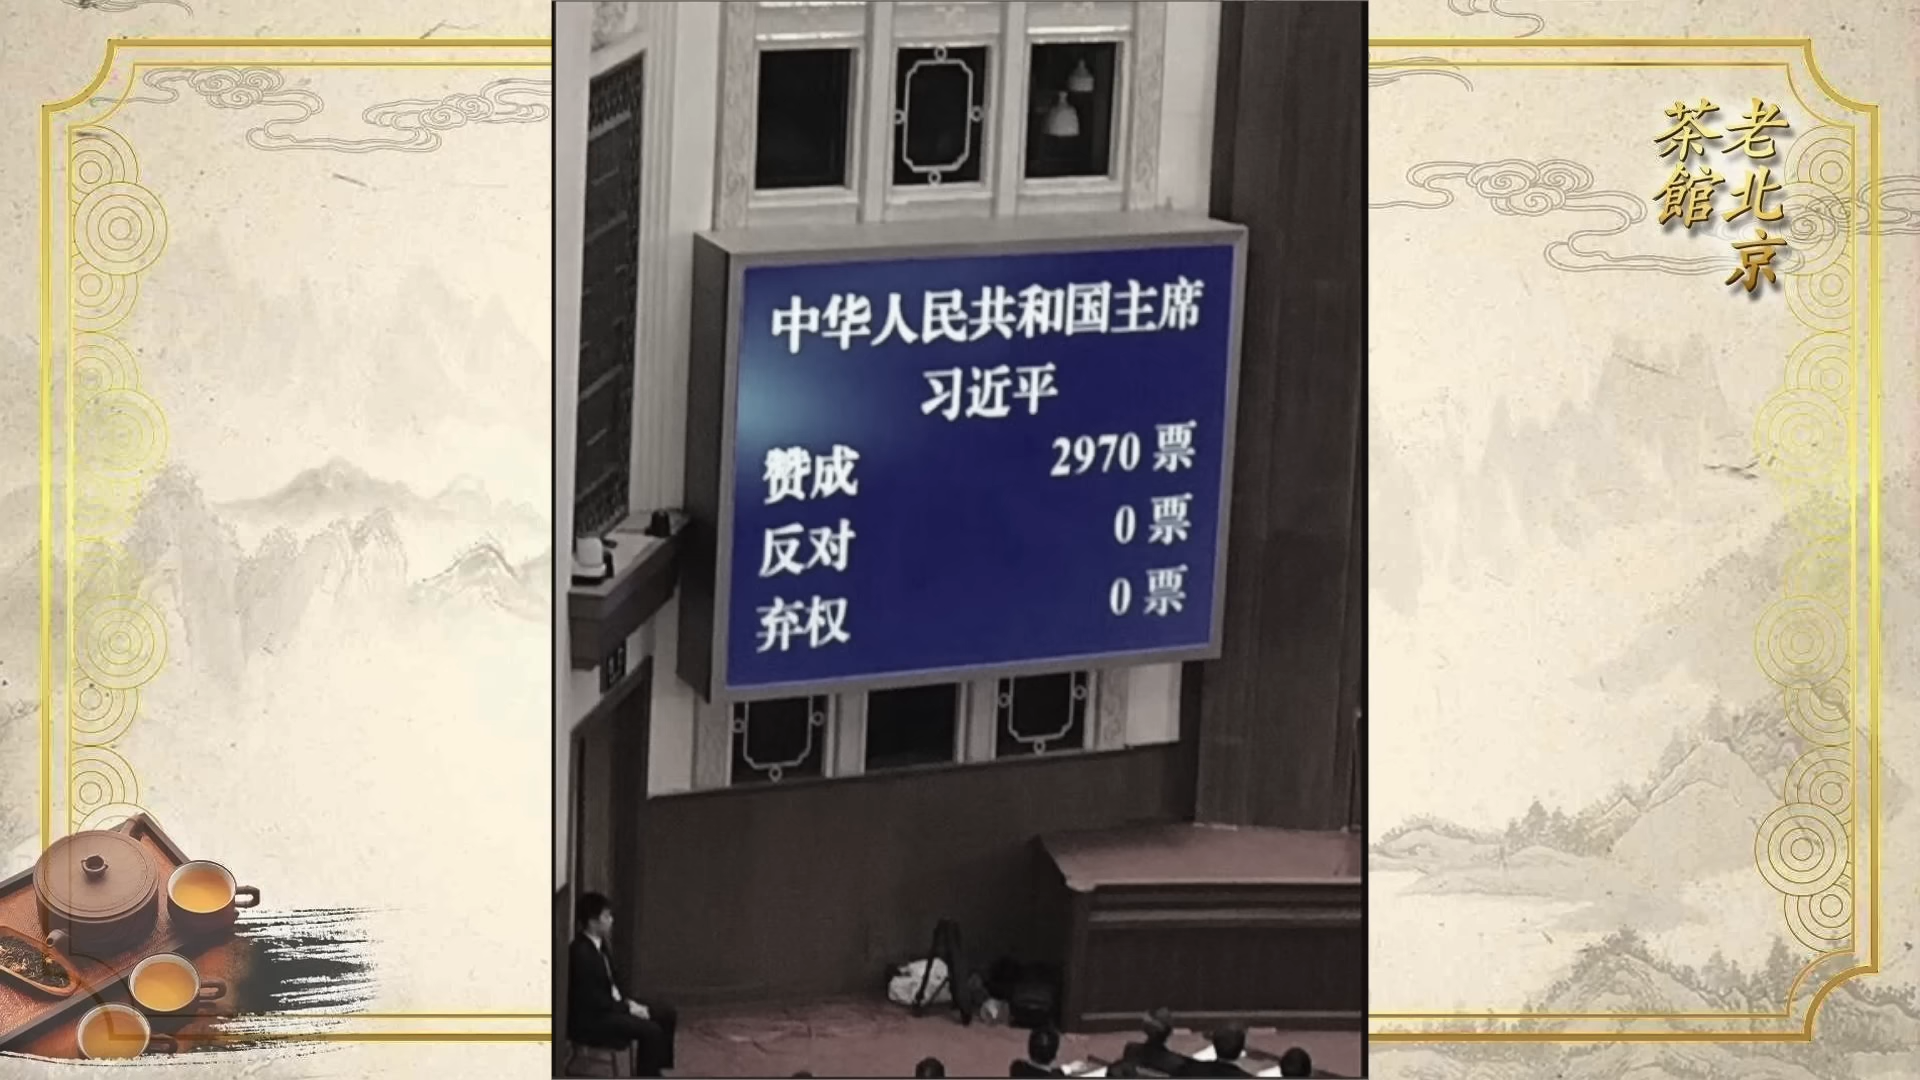 中华人民共和国主席
习近平
赞成 2970 票
反对 0 票
弃权 0 票
老北京
茶館